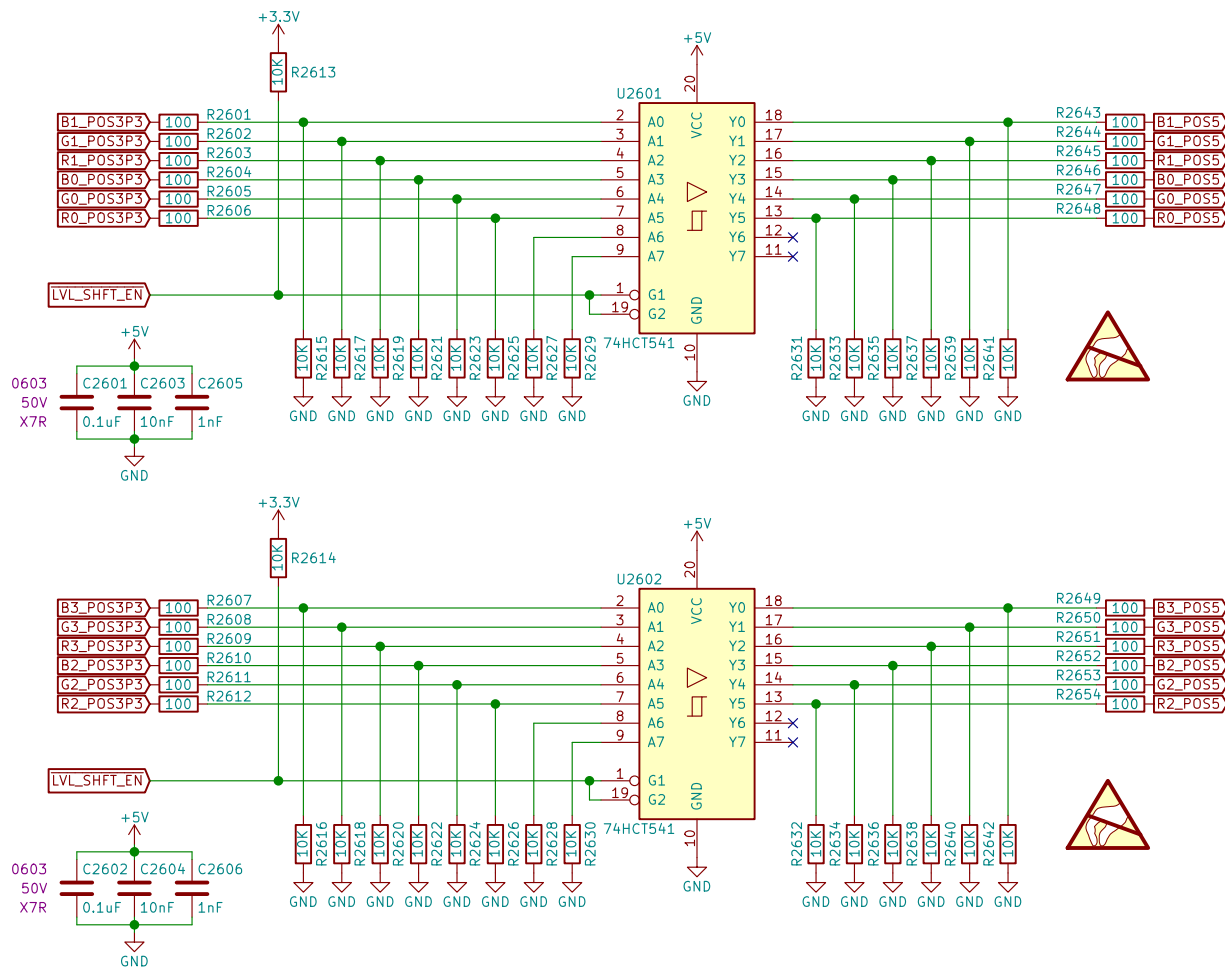 +3.3V
10K R2613
+5V
20
U2601
VCC
B1_POS3P3 100 R2601 2 A0 Y0 18 R2643 100 B1_POS5
G1_POS3P3 100 R2602 3 A1 Y1 17 R2644 100 G1_POS5
R1_POS3P3 100 R2603 4 A2 Y2 16 R2645 100 R1_POS5
B0_POS3P3 100 R2604 5 A3 Y3 15 R2646 100 B0_POS5
G0_POS3P3 100 R2605 6 A4 Y4 14 R2647 100 G0_POS5
R0_POS3P3 100 R2606 7 A5 Y5 13 R2648 100 R0_POS5
8 A6 Y6 12
9 A7 Y7 11
LVL_SHFT_EN 1 G1
19 G2
GND
74HCT541
10
GND
10K R2615 10K R2617 10K R2619 10K R2621 10K R2623 10K R2625 10K R2627 10K R2629
R2631 10K R2633 10K R2635 10K R2637 10K R2639 10K R2641 10K
GND GND GND GND GND GND GND GND
GND GND GND GND GND GND
+5V
0603 C2601 C2603 C2605
50V
X7R 0.1uF 10nF 1nF
GND
+3.3V
10K R2614
+5V
20
U2602
VCC
B3_POS3P3 100 R2607 2 A0 Y0 18 R2649 100 B3_POS5
G3_POS3P3 100 R2608 3 A1 Y1 17 R2650 100 G3_POS5
R3_POS3P3 100 R2609 4 A2 Y2 16 R2651 100 R3_POS5
B2_POS3P3 100 R2610 5 A3 Y3 15 R2652 100 B2_POS5
G2_POS3P3 100 R2611 6 A4 Y4 14 R2653 100 G2_POS5
R2_POS3P3 100 R2612 7 A5 Y5 13 R2654 100 R2_POS5
8 A6 Y6 12
9 A7 Y7 11
LVL_SHFT_EN 1 G1
19 G2
GND
74HCT541
10
GND
10K R2616 10K R2618 10K R2620 10K R2622 10K R2624 10K R2626 10K R2628 10K R2630
R2632 10K R2634 10K R2636 10K R2638 10K R2640 10K R2642 10K
GND GND GND GND GND GND GND GND
GND GND GND GND GND GND
+5V
0603 C2602 C2604 C2606
50V
X7R 0.1uF 10nF 1nF
GND